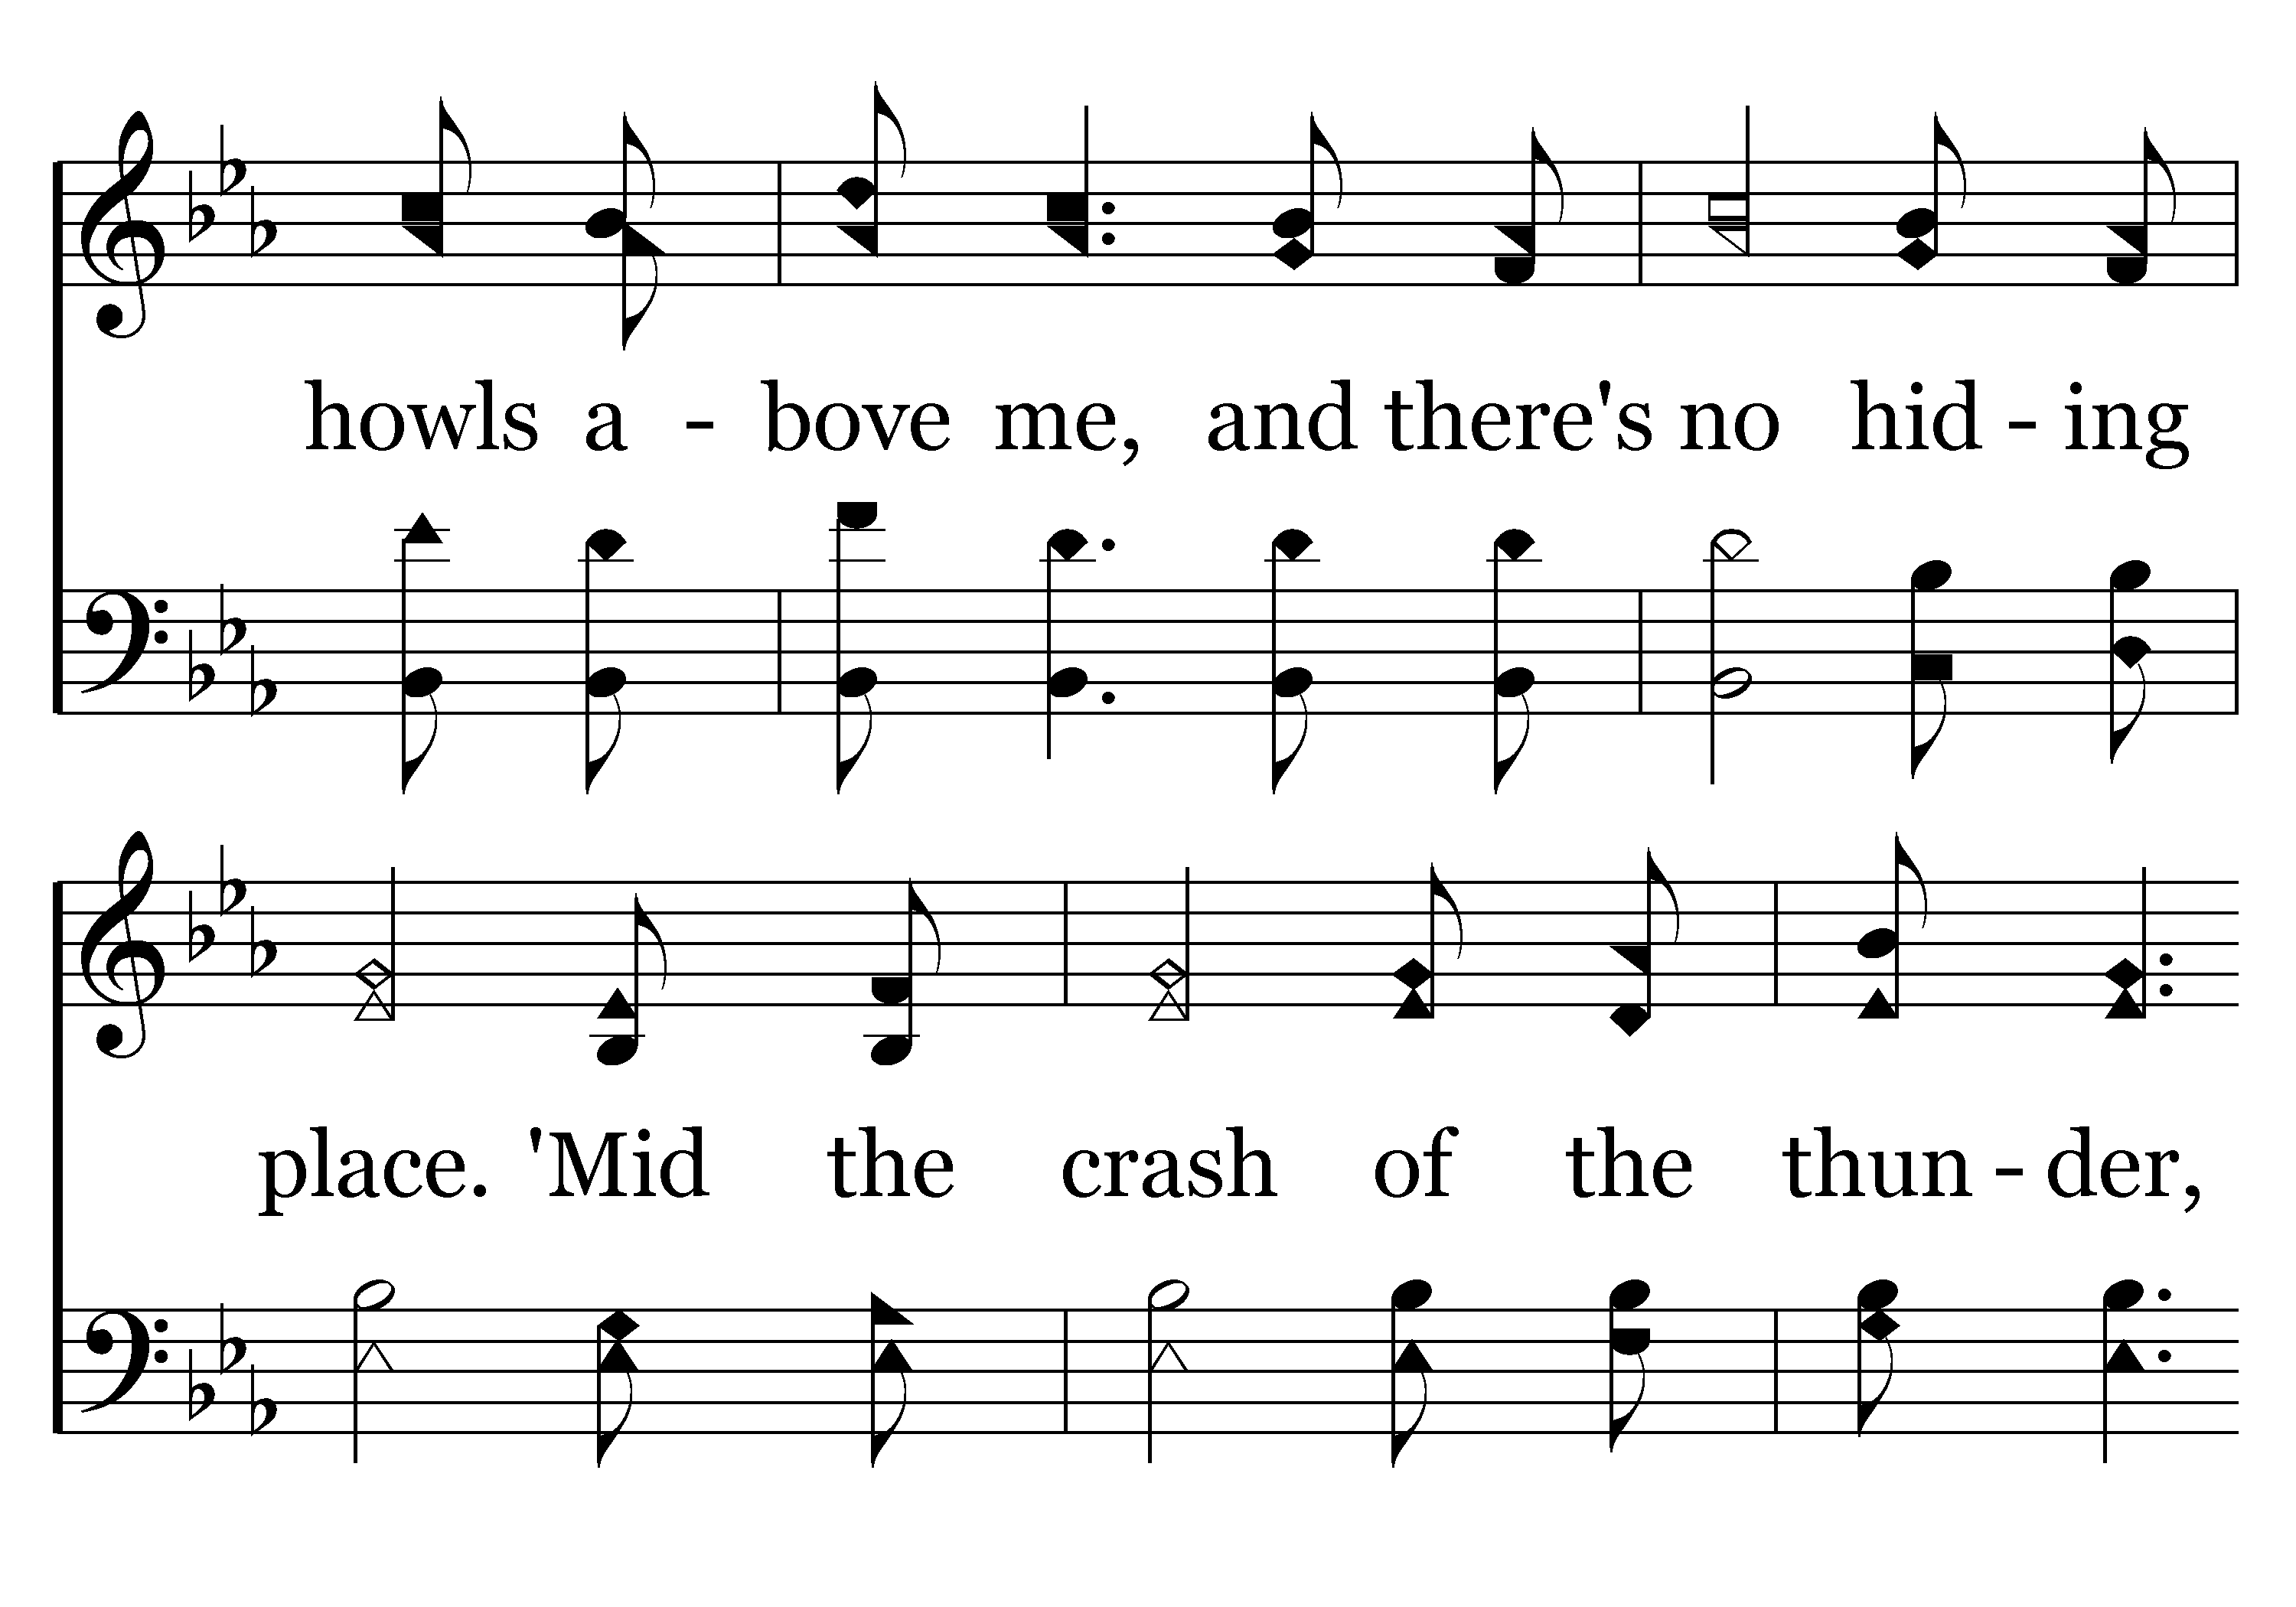 howls a - bove me, and there's no hid - ing
place. 'Mid the crash of the thun - der,